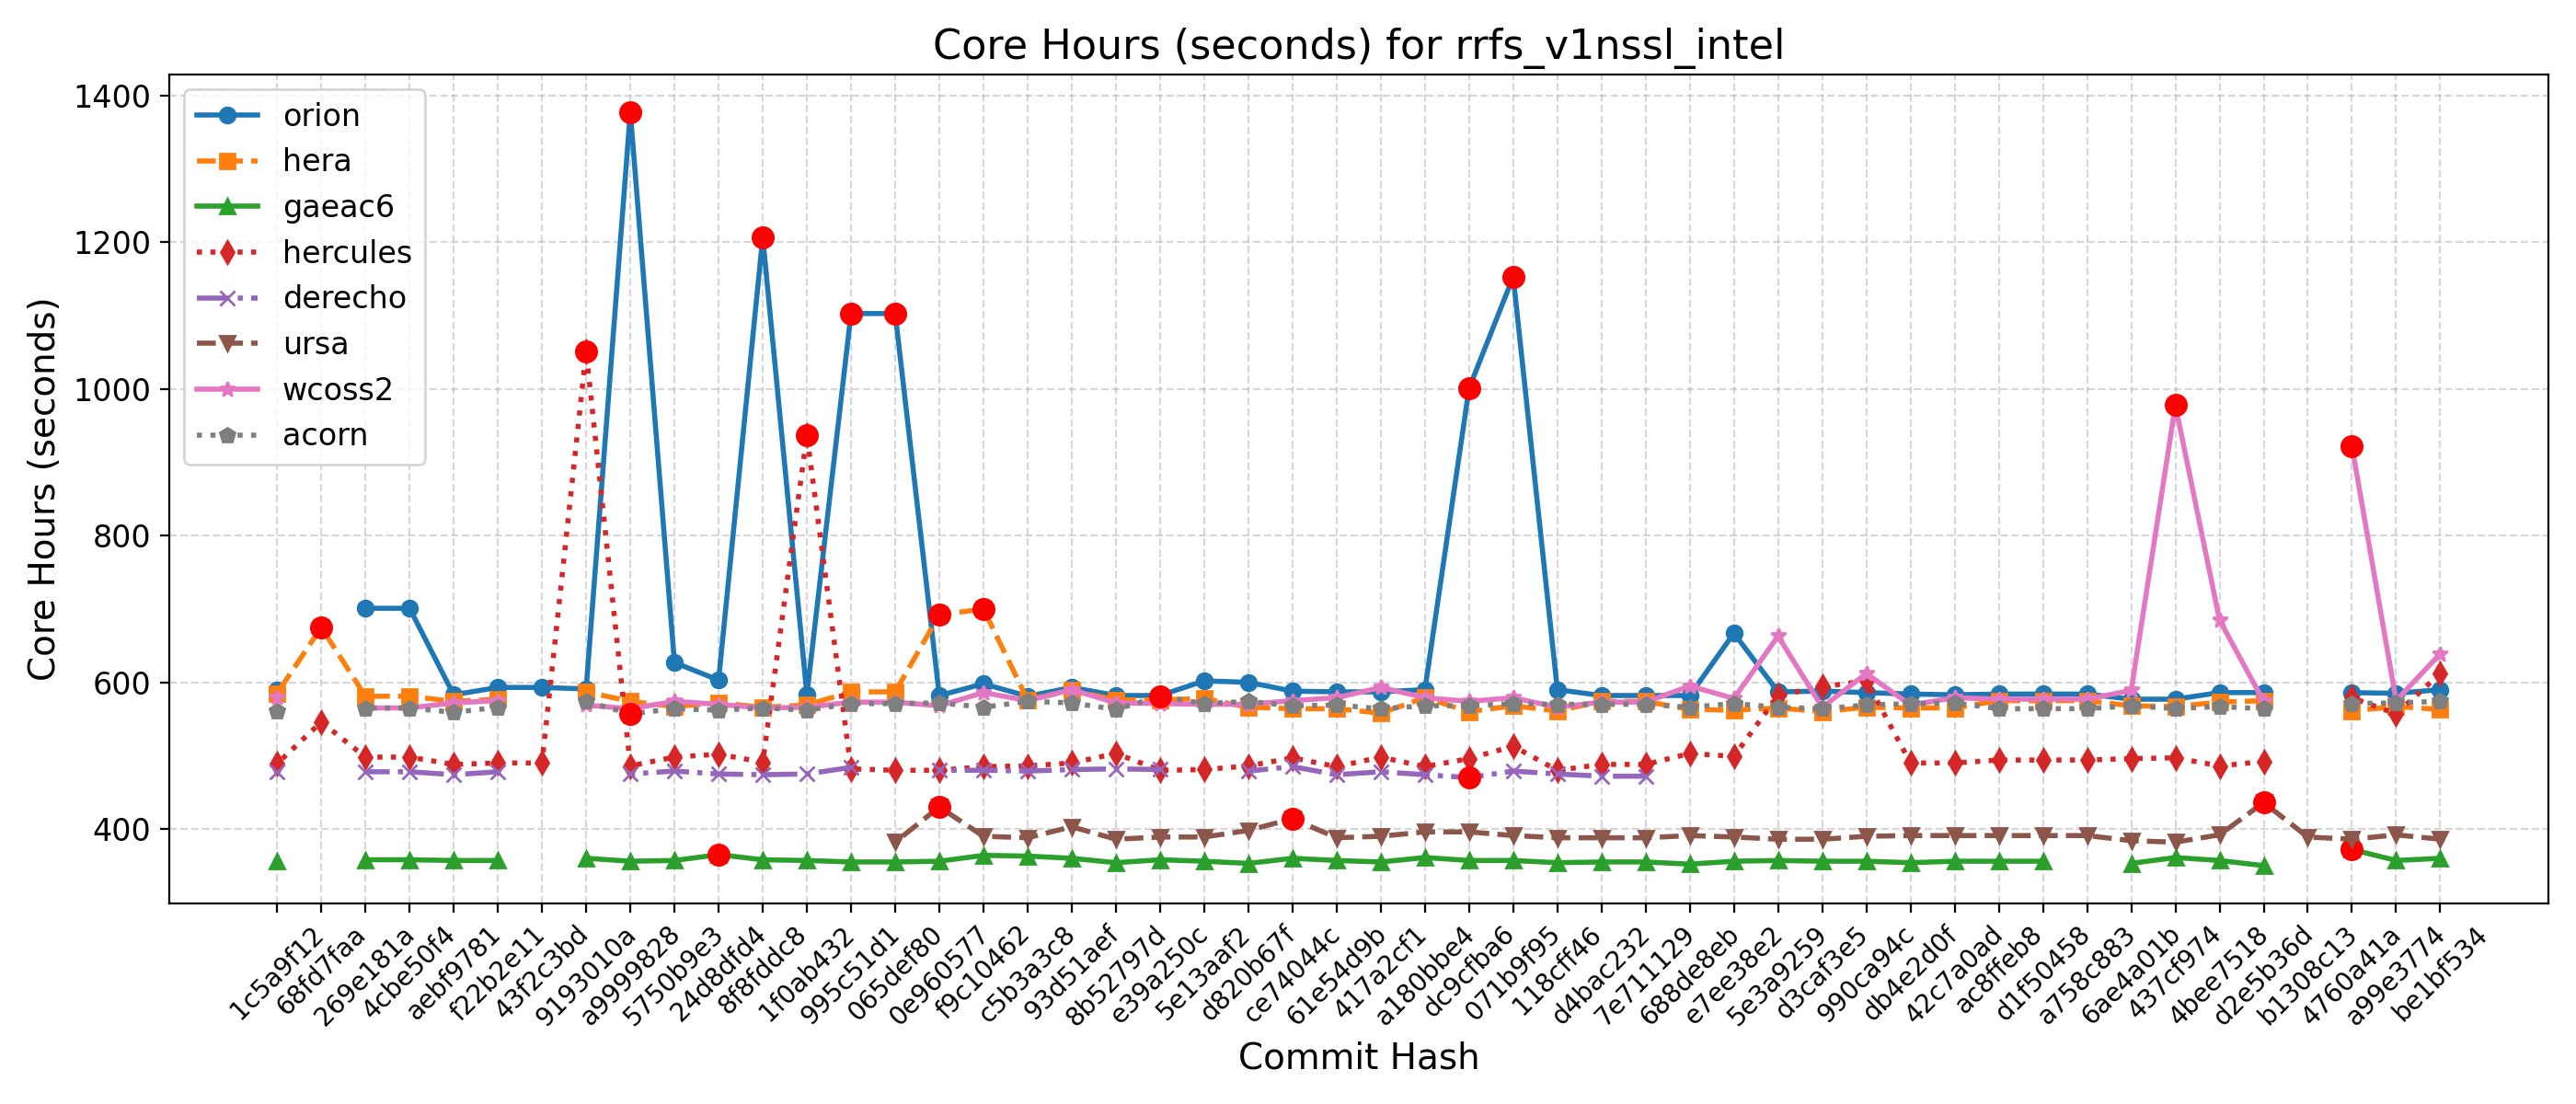 Core Hours (seconds) for rrfs_v1nssl_intel
Core Hours (seconds)
1400
1200
1000
800
600
400
orion
hera
gaeac6
hercules
derecho
ursa
wcoss2
acorn
1c5a9f12
68fd7faa
269e181a
4cbe50f4
aebf9781
f22b2e11
43f2c3bd
9193010a
a9999828
5750b9e3
24d8dfd4
8f8fddc8
1f0ab432
995c51d1
065def80
0e960577
f9c10462
c5b3a3c8
93d51aef
8b52797d
e39a250c
5e13aaf2
d820b67f
ce74044c
61e54d9b
417a2cf1
a180bbe4
dc9cfba6
071b9f95
118cff46
d4bac232
7e711129
688de8eb
e7ee38e2
5e3a9259
d3caf3e5
990ca94c
db4e2d0f
42c7a0ad
ac8ffeb8
d1f50458
a758c883
6ae4a01b
437cf974
4bee7518
d2e5b36d
b1308c13
4760a41a
a99e3774
be1bf534
Commit Hash